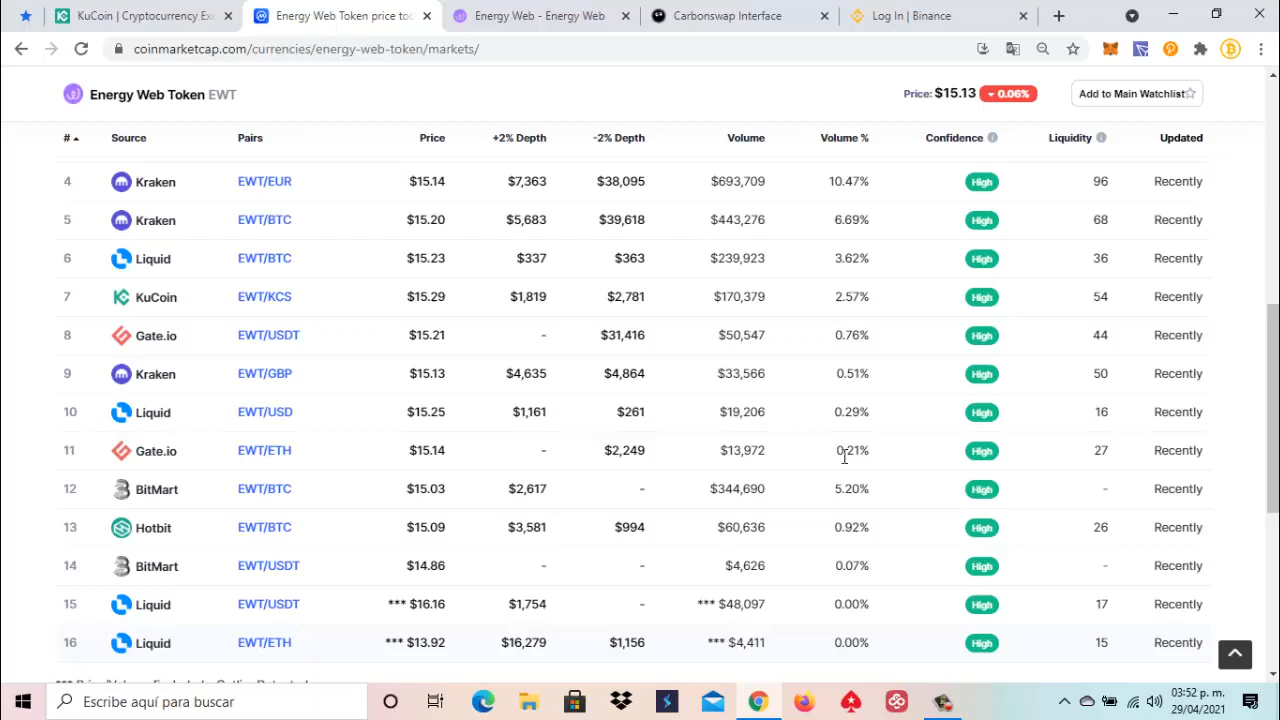 KuCoin | Cryptocurrency Exc
Energy Web Token price tod
Energy Web - Energy Web
Carbonswap Interface
Log In | Binance
coinmarketcap.com/currencies/energy-web-token/markets/
Energy Web Token EWT
Price: $15.13 0.06%
Add to Main Watchlist
# Source Pairs Price +2% Depth -2% Depth Volume Volume % Confidence Liquidity Updated
4 Kraken EWT/EUR $15.14 $7,363 $38,095 $693,709 10.47% High 96 Recently
5 Kraken EWT/BTC $15.20 $5,683 $39,618 $443,276 6.69% High 68 Recently
6 Liquid EWT/BTC $15.23 $337 $363 $239,923 3.62% High 36 Recently
7 KuCoin EWT/KCS $15.29 $1,819 $2,781 $170,379 2.57% High 54 Recently
8 Gate.io EWT/USDT $15.21 - $31,416 $50,547 0.76% High 44 Recently
9 Kraken EWT/GBP $15.13 $4,635 $4,864 $33,566 0.51% High 50 Recently
10 Liquid EWT/USD $15.25 $1,161 $261 $19,206 0.29% High 16 Recently
11 Gate.io EWT/ETH $15.14 - $2,249 $13,972 0.21% High 27 Recently
12 BitMart EWT/BTC $15.03 $2,617 - $344,690 5.20% High - Recently
13 Hotbit EWT/BTC $15.09 $3,581 $994 $60,636 0.92% High 26 Recently
14 BitMart EWT/USDT $14.86 - - $4,626 0.07% High - Recently
15 Liquid EWT/USDT *** $16.16 $1,754 - *** $48,097 0.00% High 17 Recently
16 Liquid EWT/ETH *** $13.92 $16,279 $1,156 *** $4,411 0.00% High 15 Recently
Escribe aquí para buscar
03:52 p. m.
29/04/2021